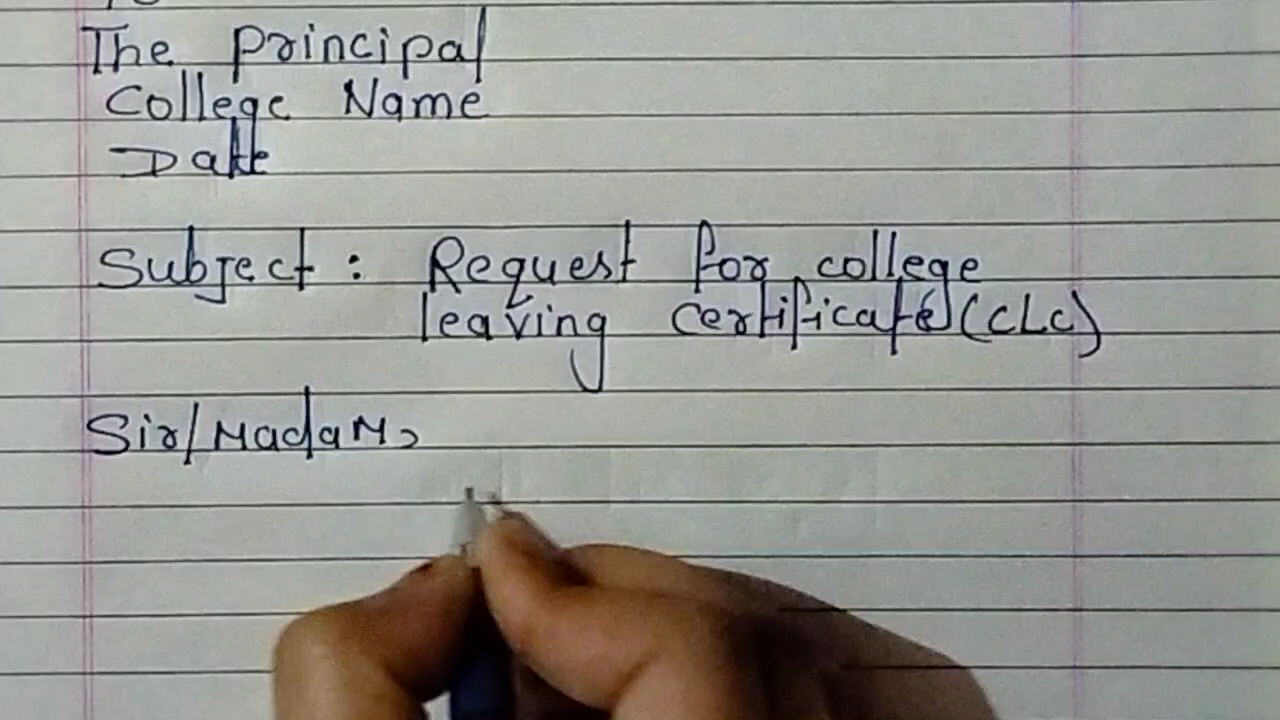 The Principal
College Name
Date
Subject : Request for college
leaving certificate (CLC)
Sir/Madam,